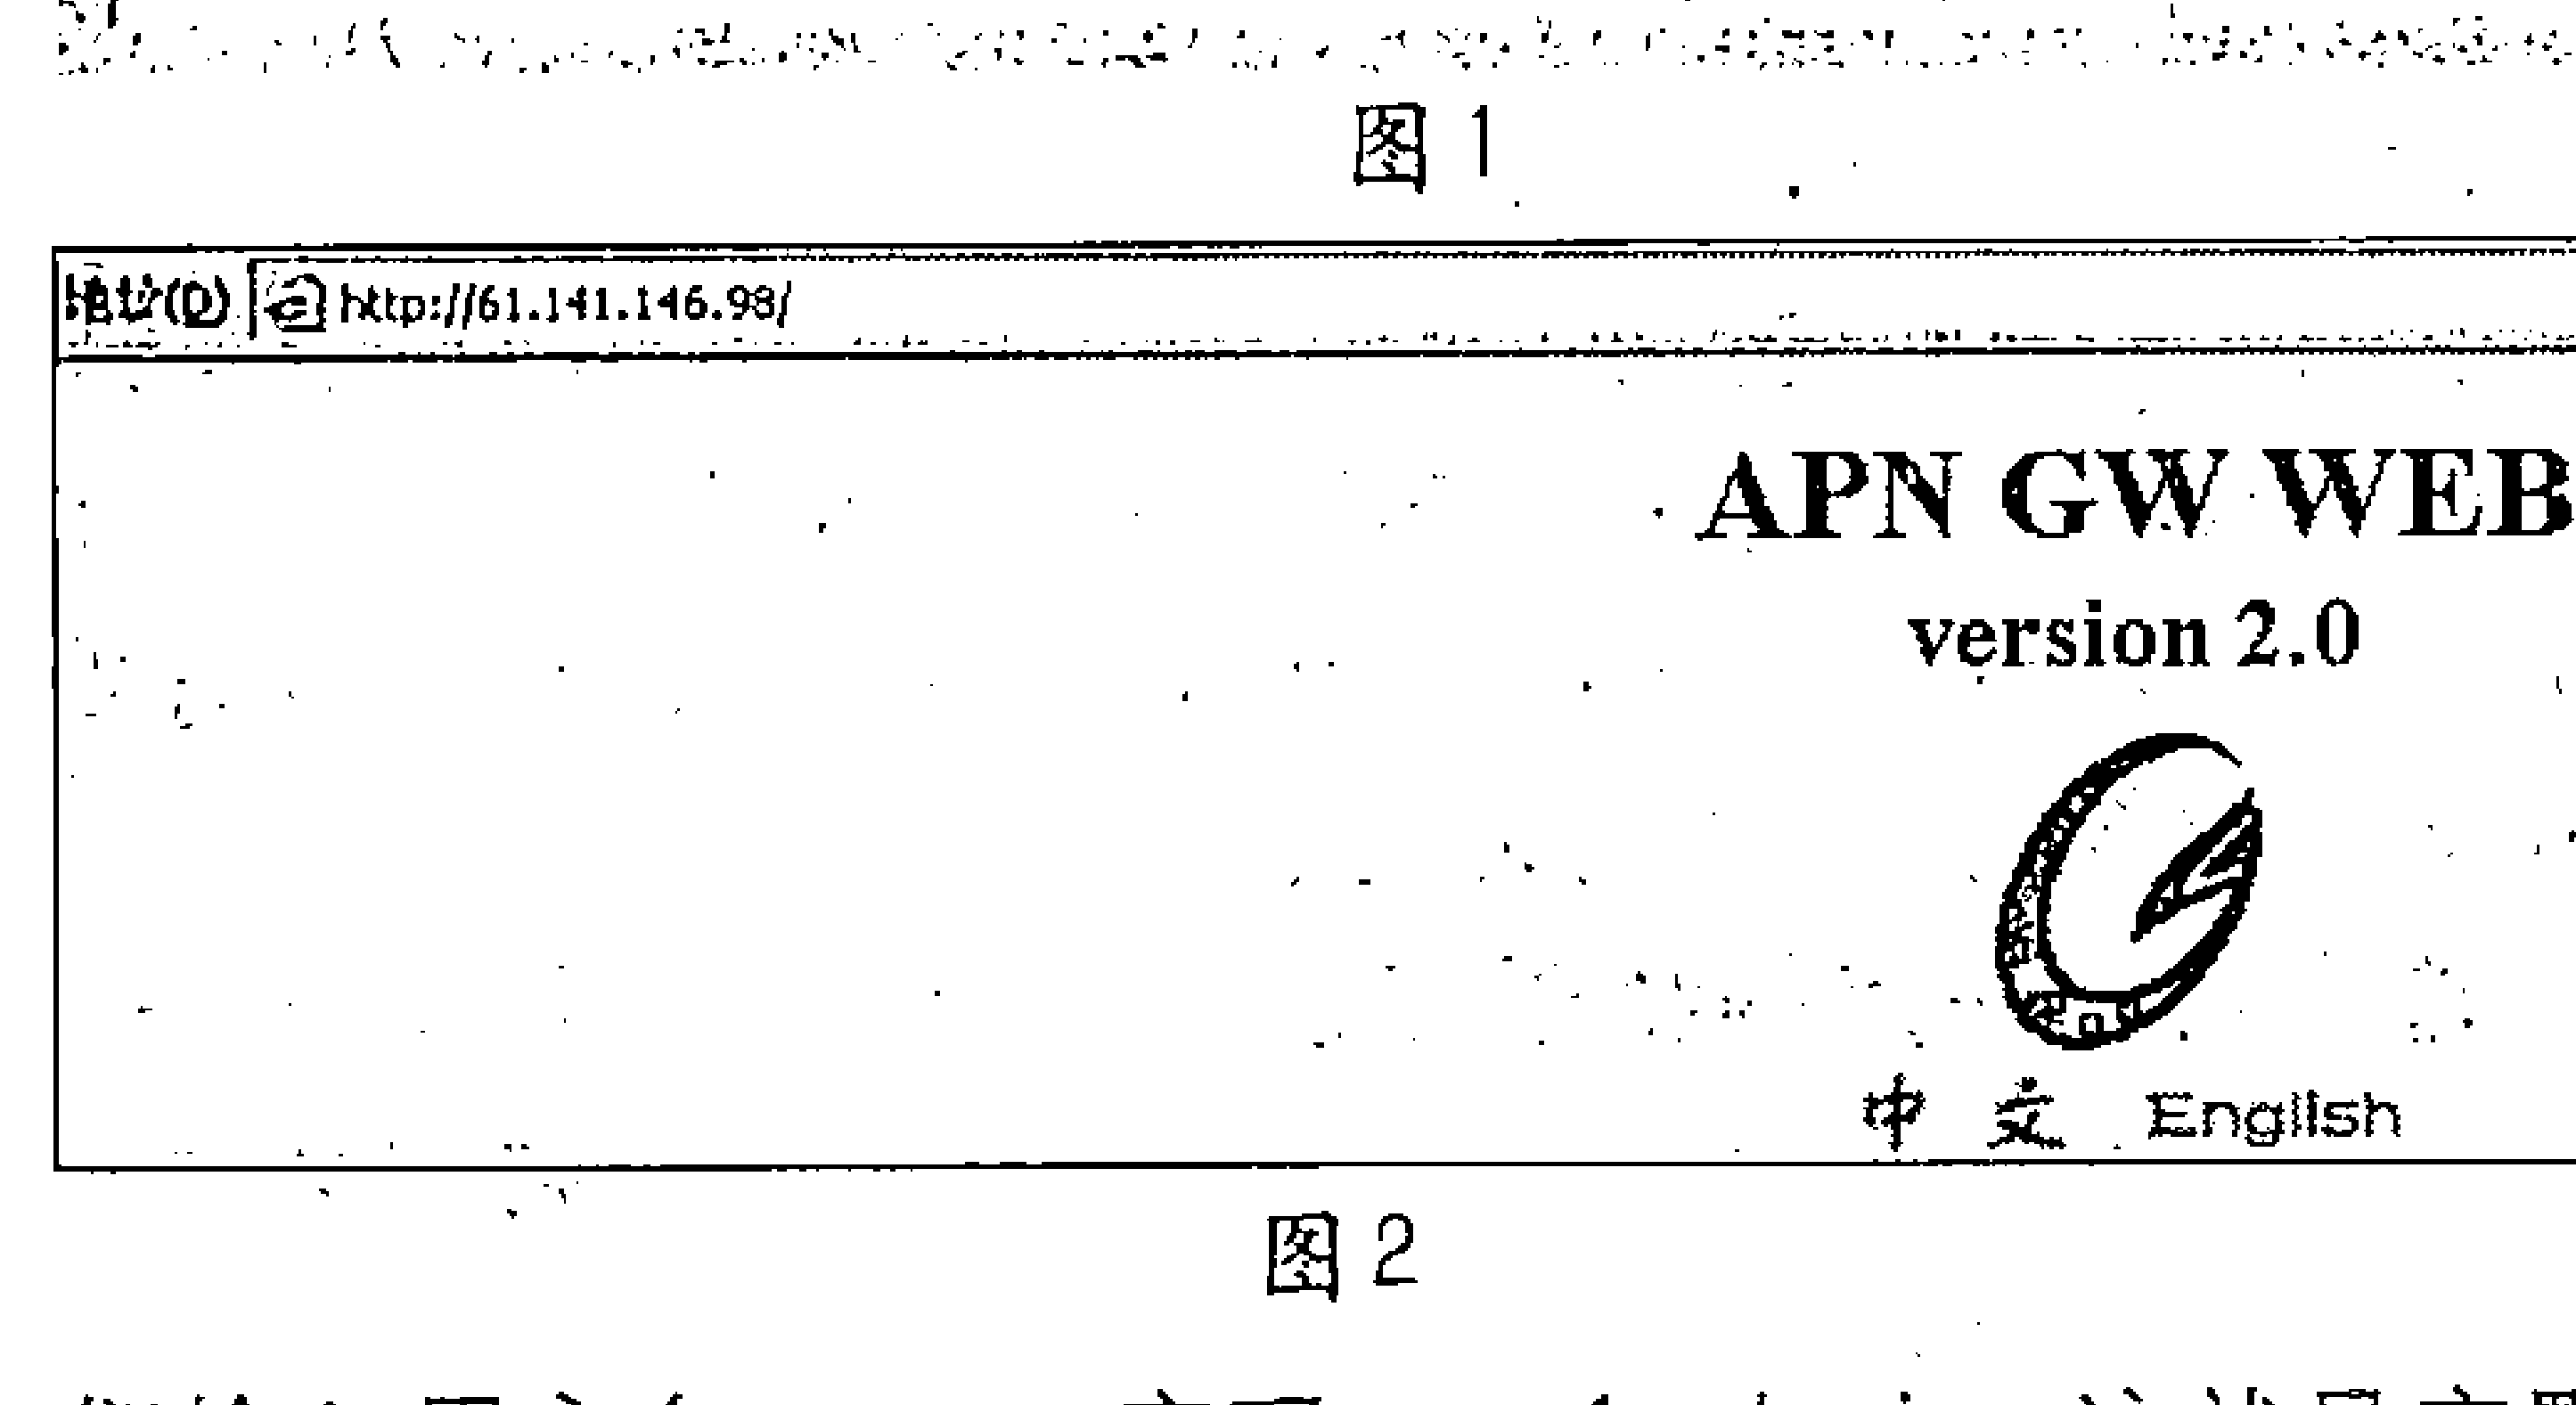 图 1
地址(D) http://61.141.146.98/
APN GW WEB
version 2.0
中 文 English
图 2